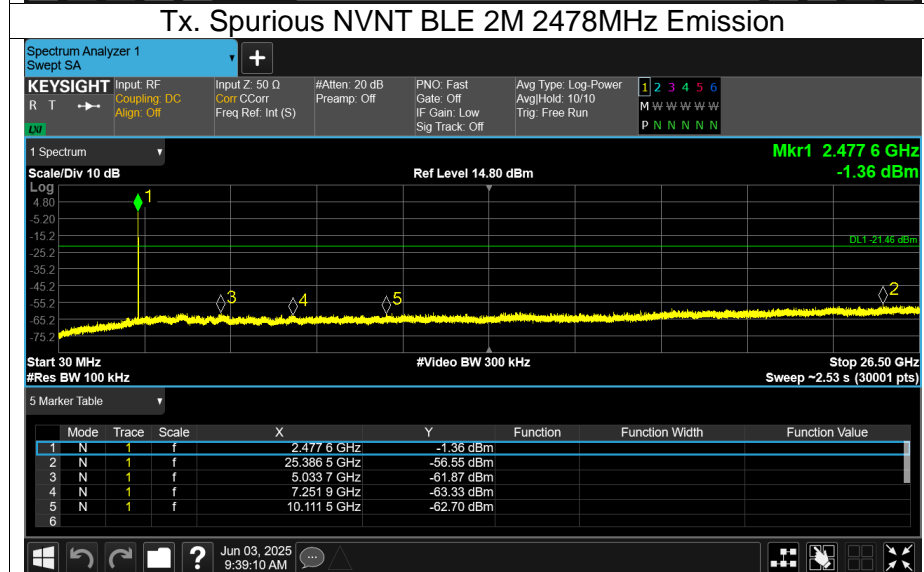 Tx. Spurious NVNT BLE 2M 2478MHz Emission
Spectrum Analyzer 1
Swept SA
+
KEYSIGHT Input: RF Input Z: 50 Ω #Atten: 20 dB PNO: Fast Avg Type: Log-Power 1 2 3 4 5 6
R T Coupling: DC Corr CCorr Preamp: Off Gate: Off Avg|Hold: 10/10 M W W W W W
Align: Off Freq Ref: Int (S) IF Gain: Low Trig: Free Run
LXI Sig Track: Off P N N N N N
1 Spectrum Mkr1 2.477 6 GHz
Scale/Div 10 dB Ref Level 14.80 dBm -1.36 dBm
Log
1
4.80
-5.20
-15.2
DL1 -21.46 dBm
-25.2
-35.2
-45.2
3 4 5 2
-55.2
-65.2
-75.2
Start 30 MHz #Video BW 300 kHz Stop 26.50 GHz
#Res BW 100 kHz Sweep ~2.53 s (30001 pts)
5 Marker Table
Mode Trace Scale X Y Function Function Width Function Value
1 N 1 f 2.477 6 GHz -1.36 dBm
2 N 1 f 25.386 5 GHz -56.55 dBm
3 N 1 f 5.033 7 GHz -61.87 dBm
4 N 1 f 7.251 9 GHz -63.33 dBm
5 N 1 f 10.111 5 GHz -62.70 dBm
6
? Jun 03, 2025
9:39:10 AM